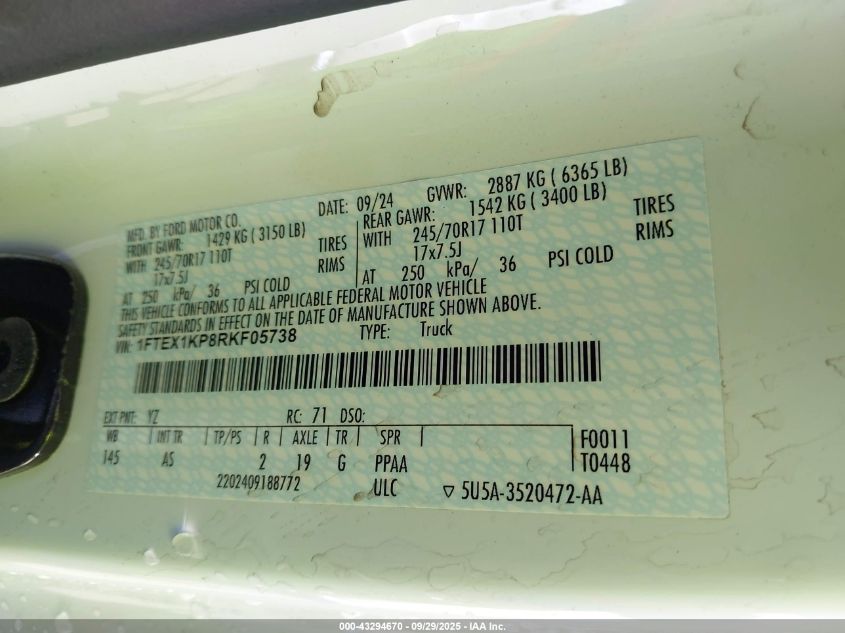 MFD. BY FORD MOTOR CO.
DATE: 09/24 GVWR: 2887 KG ( 6365 LB)
FRONT GAWR: 1429 KG ( 3150 LB)
WITH 245/70R17 110T TIRES
17x7.5J RIMS
AT 250 kPa/ 36 PSI COLD
REAR GAWR: 1542 KG ( 3400 LB)
WITH 245/70R17 110T TIRES
17x7.5J RIMS
AT 250 kPa/ 36 PSI COLD
THIS VEHICLE CONFORMS TO ALL APPLICABLE FEDERAL MOTOR VEHICLE
SAFETY STANDARDS IN EFFECT ON THE DATE OF MANUFACTURE SHOWN ABOVE.
VIN: 1FTEX1KP8RKF05738 TYPE: Truck
EXT PNT: YZ RC: 71 DSO:
WB INT TR TP/PS R AXLE TR SPR F0011
145 AS 2 19 G PPAA T0448
2202409188772 ULC ▽ 5U5A-3520472-AA
000-43294670 - 09/29/2025 - IAA Inc.